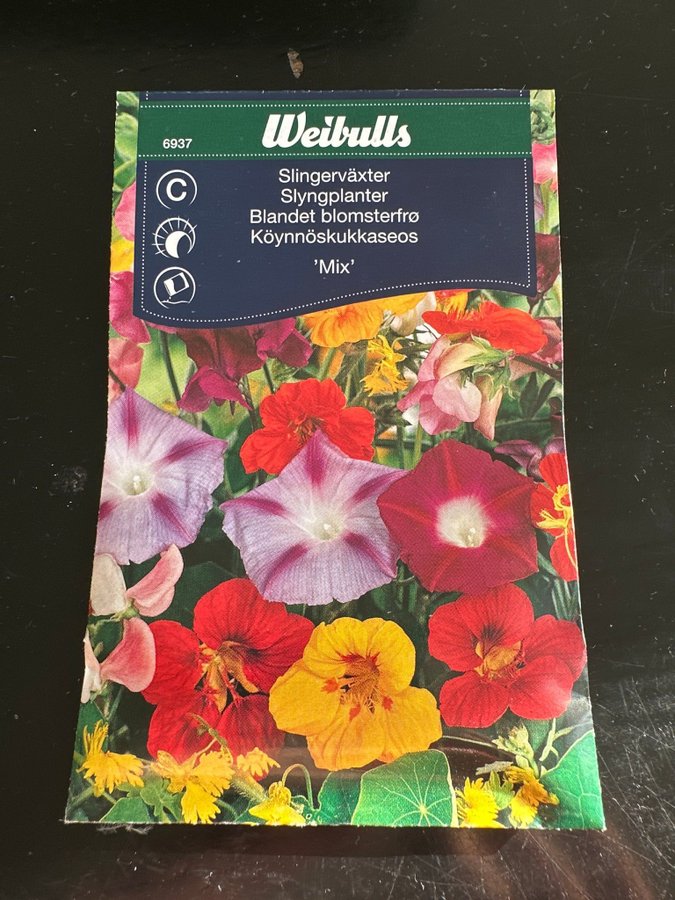 Weibulls
6937
Slingerväxter
C
Slyngplanter
Blandet blomsterfrø
Köynnöskukkaseos
'Mix'